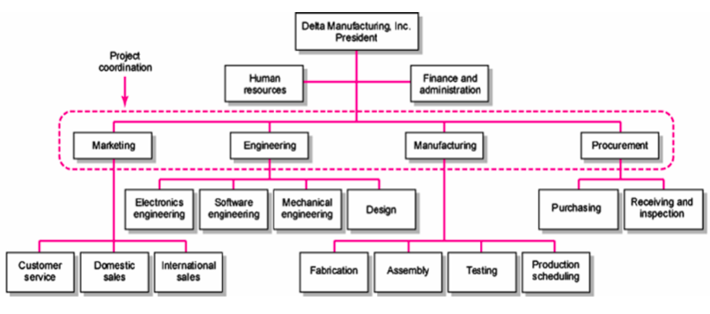 Delta Manufacturing, Inc.
President
Project
coordination
Human
resources
Finance and
administration
Marketing
Engineering
Manufacturing
Procurement
Electronics
engineering
Software
engineering
Mechanical
engineering
Design
Purchasing
Receiving and
inspection
Customer
service
Domestic
sales
International
sales
Fabrication
Assembly
Testing
Production
scheduling